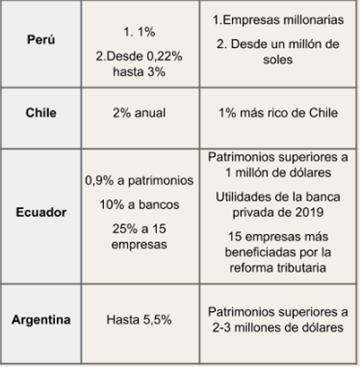 Perú
1. 1%
2.Desde 0,22%
hasta 3%
1.Empresas millonarias
2. Desde un millón de
soles
Chile
2% anual
1% más rico de Chile
Ecuador
0,9% a patrimonios
10% a bancos
25% a 15
empresas
Patrimonios superiores a
1 millón de dólares
Utilidades de la banca
privada de 2019
15 empresas más
beneficiadas por la
reforma tributaria
Argentina
Hasta 5,5%
Patrimonios superiores a
2-3 millones de dólares